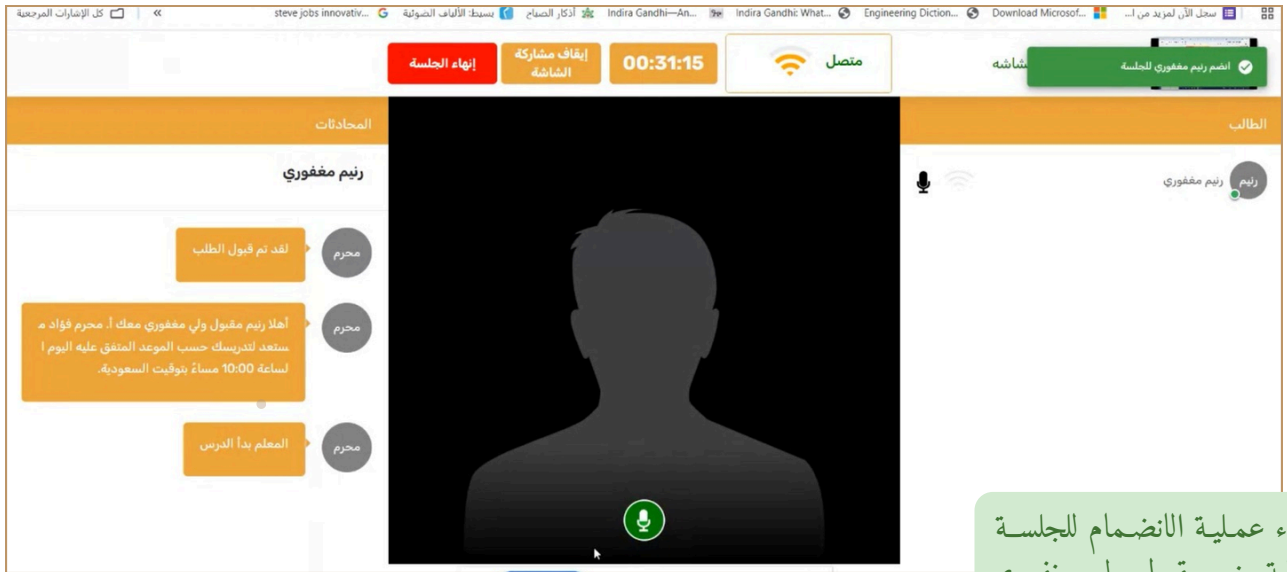 سجل الآن لمزيد من ا...
Download Microsof...
Engineering Diction...
Indira Gandhi: What...
Indira Gandhi—An...
أذكار الصباح
بسيط: الألياف الضوئية
steve jobs innovativ...
»
كل الإشارات المرجعية
انضم رنيم مغفوري للجلسة
شاشه
متصل
00:31:15
إيقاف مشاركة
الشاشة
إنهاء الجلسة
الطالب
المحادثات
رنيم
رنيم مغفوري
رنيم مغفوري
محرم
لقد تم قبول الطلب
محرم
أهلا رنيم مقبول ولي مغفوري معك أ. محرم فؤاد م
ستعد لتدريسك حسب الموعد المتفق عليه اليوم ا
لساعة 10:00 مساءً بتوقيت السعودية.
محرم
المعلم بدأ الدرس
ء عملية الانضمام للجلسة